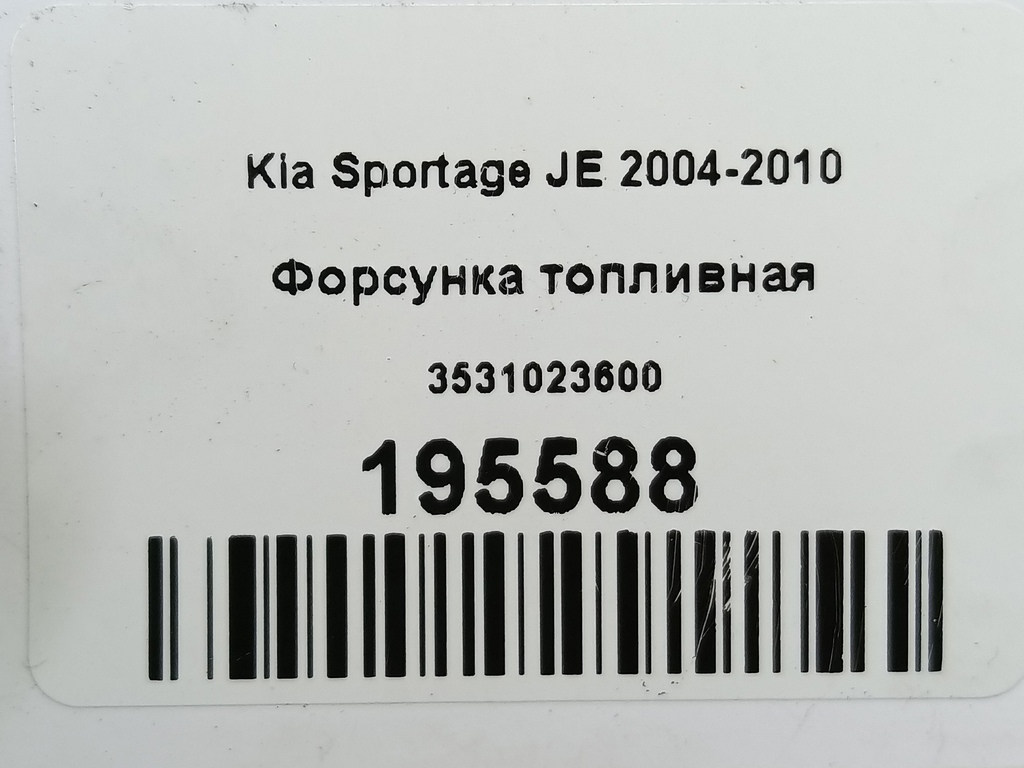 Kia Sportage JE 2004-2010
Форсунка топливная
3531023600
195588